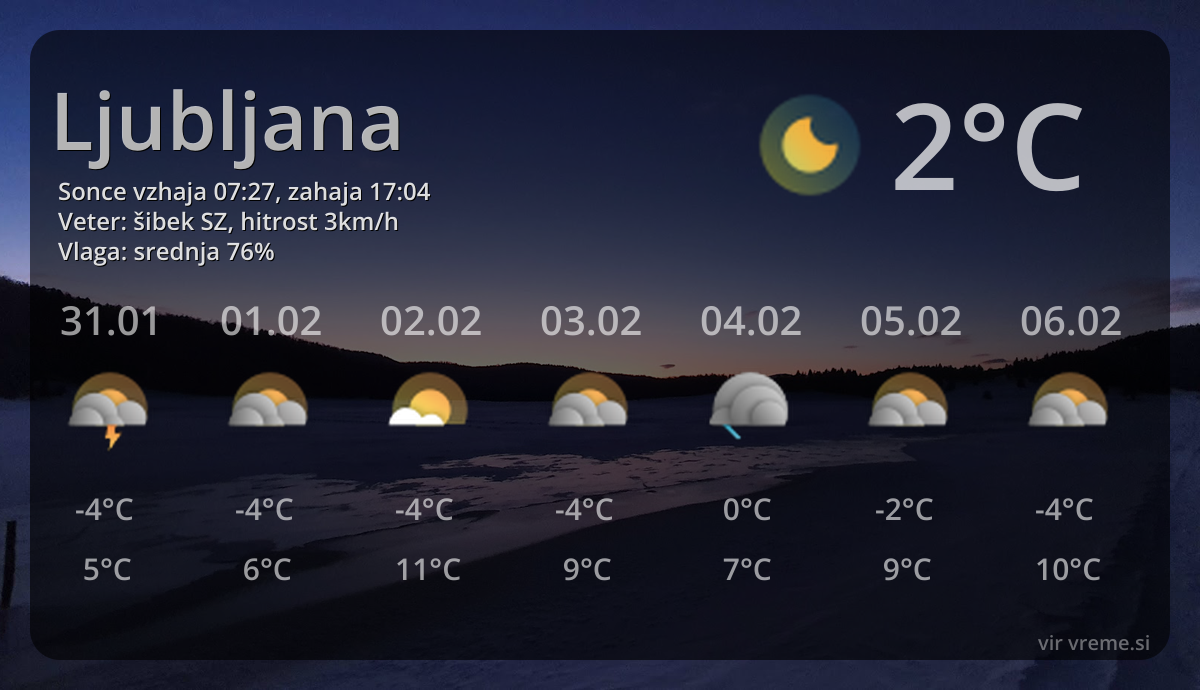 Ljubljana
2°C
Sonce vzhaja 07:27, zahaja 17:04
Veter: šibek SZ, hitrost 3km/h
Vlaga: srednja 76%
31.01 01.02 02.02 03.02 04.02 05.02 06.02
-4°C -4°C -4°C -4°C 0°C -2°C -4°C
5°C 6°C 11°C 9°C 7°C 9°C 10°C
vir vreme.si